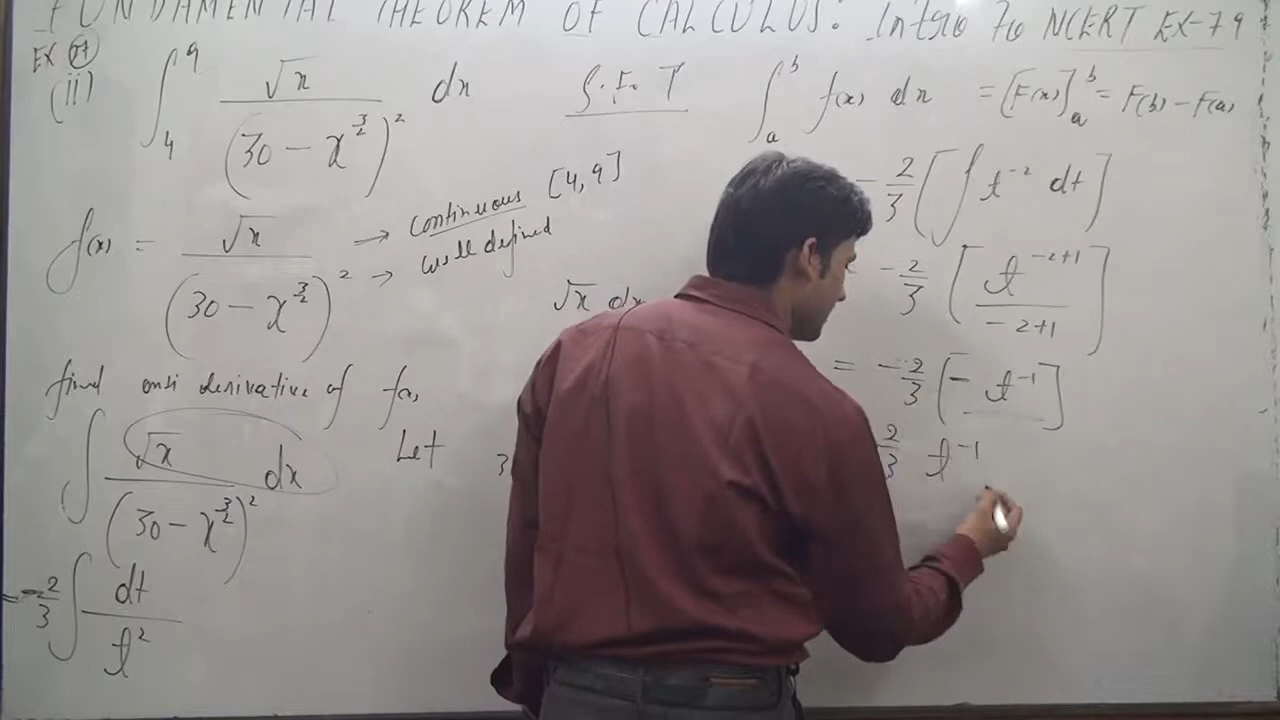 FUNDAMENTAL THEOREM OF CALCULUS: Intro to NCERT EX-7.9
EX 27
(ii) ∫₄⁹ √x / (30 − x^(3/2))² dx
f(x) = √x / (30 − x^(3/2))² → continuous [4, 9]
→ well defined
find anti derivative of f(x)
∫ √x / (30 − x^(3/2))² dx
= −2/3 ∫ dt / t²
Let 3
√x dx
S.F.T ∫ₐᵇ f(x) dx = [F(x)]ₐᵇ = F(b) − F(a)
−2/3 (∫ t⁻² dt)
= −2/3 [t^(−2+1) / (−2+1)]
= −2/3 [− t⁻¹]
2/3 t⁻¹